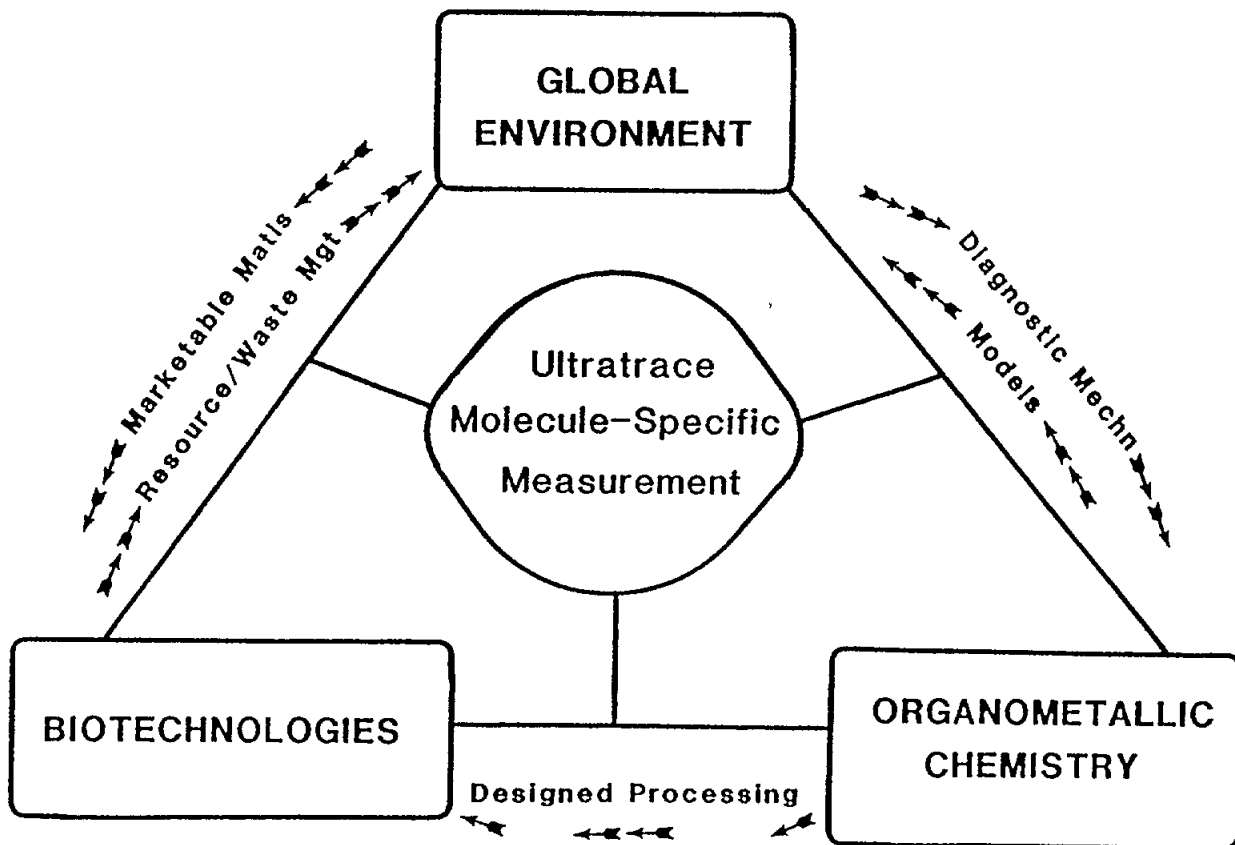 GLOBAL
ENVIRONMENT
Marketable Matls
Resource/Waste Mgt
Diagnostic Mechn
Models
Ultratrace
Molecule-Specific
Measurement
BIOTECHNOLOGIES
ORGANOMETALLIC
CHEMISTRY
Designed Processing